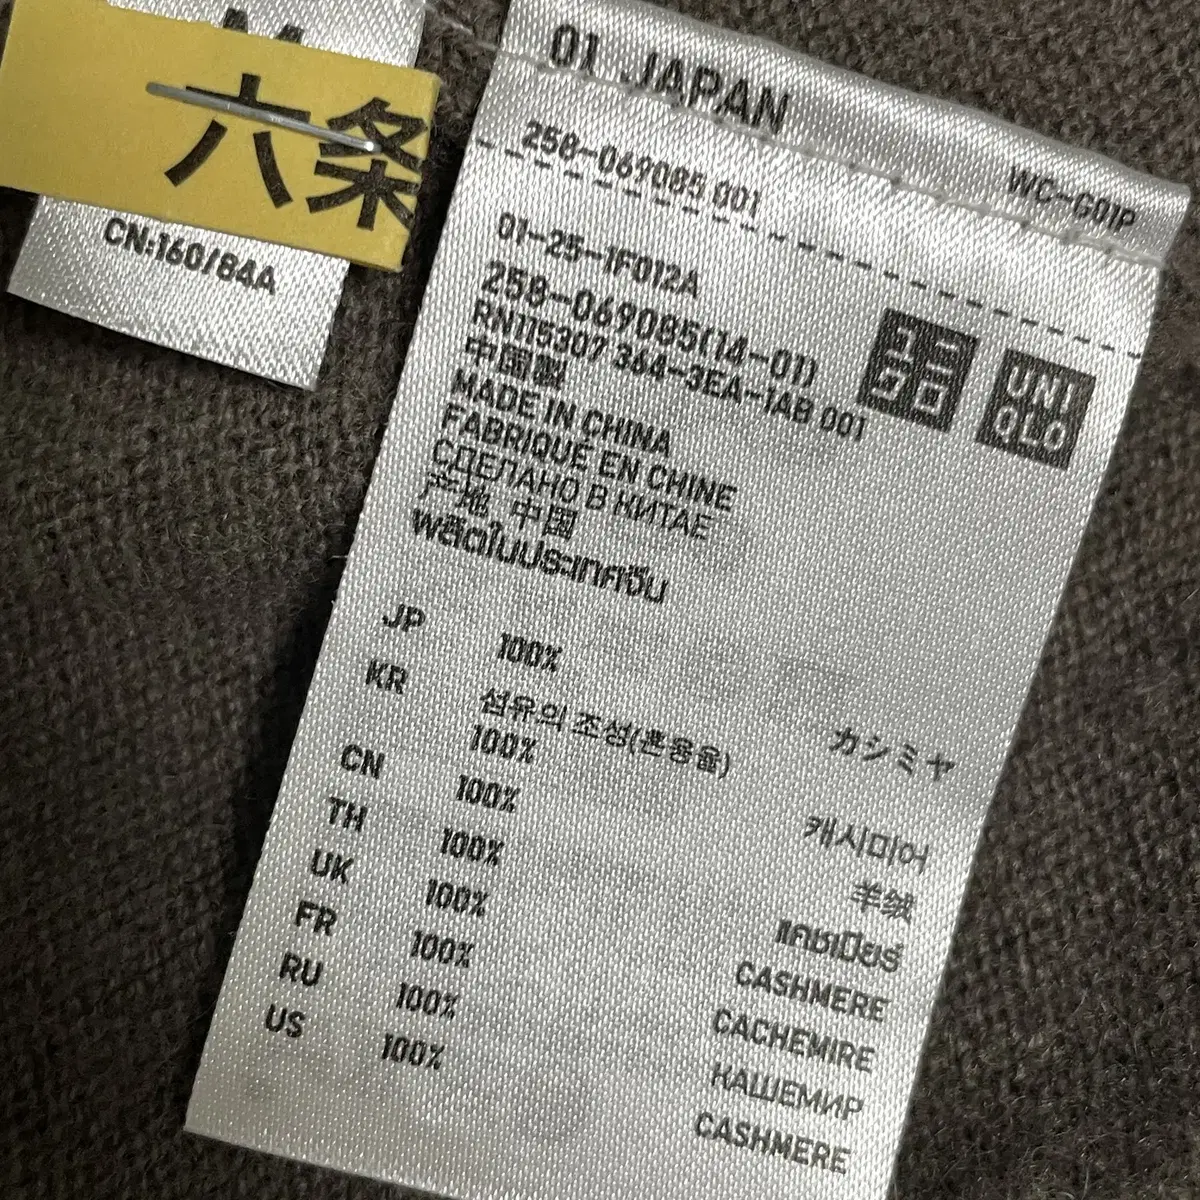 六条
CN:160/84A
01 JAPAN
WC-G01P
258-069085 001
01-25-1F012A
258-069085(14-01)
RN115307 364-3EA-1AB 001
ユニクロ
UNIQLO
中国製
MADE IN CHINA
FABRIQUÉ EN CHINE
СДЕЛАНО В КИТАЕ
产地 中国
ผลิตในประเทศจีน
JP 100% カシミヤ
KR 섬유의 조성(혼용율)
100% 캐시미어
CN 100% 羊绒
TH 100% แคชเมียร์
UK 100% CASHMERE
FR 100% CACHEMIRE
RU 100% КАШЕМИР
US 100% CASHMERE